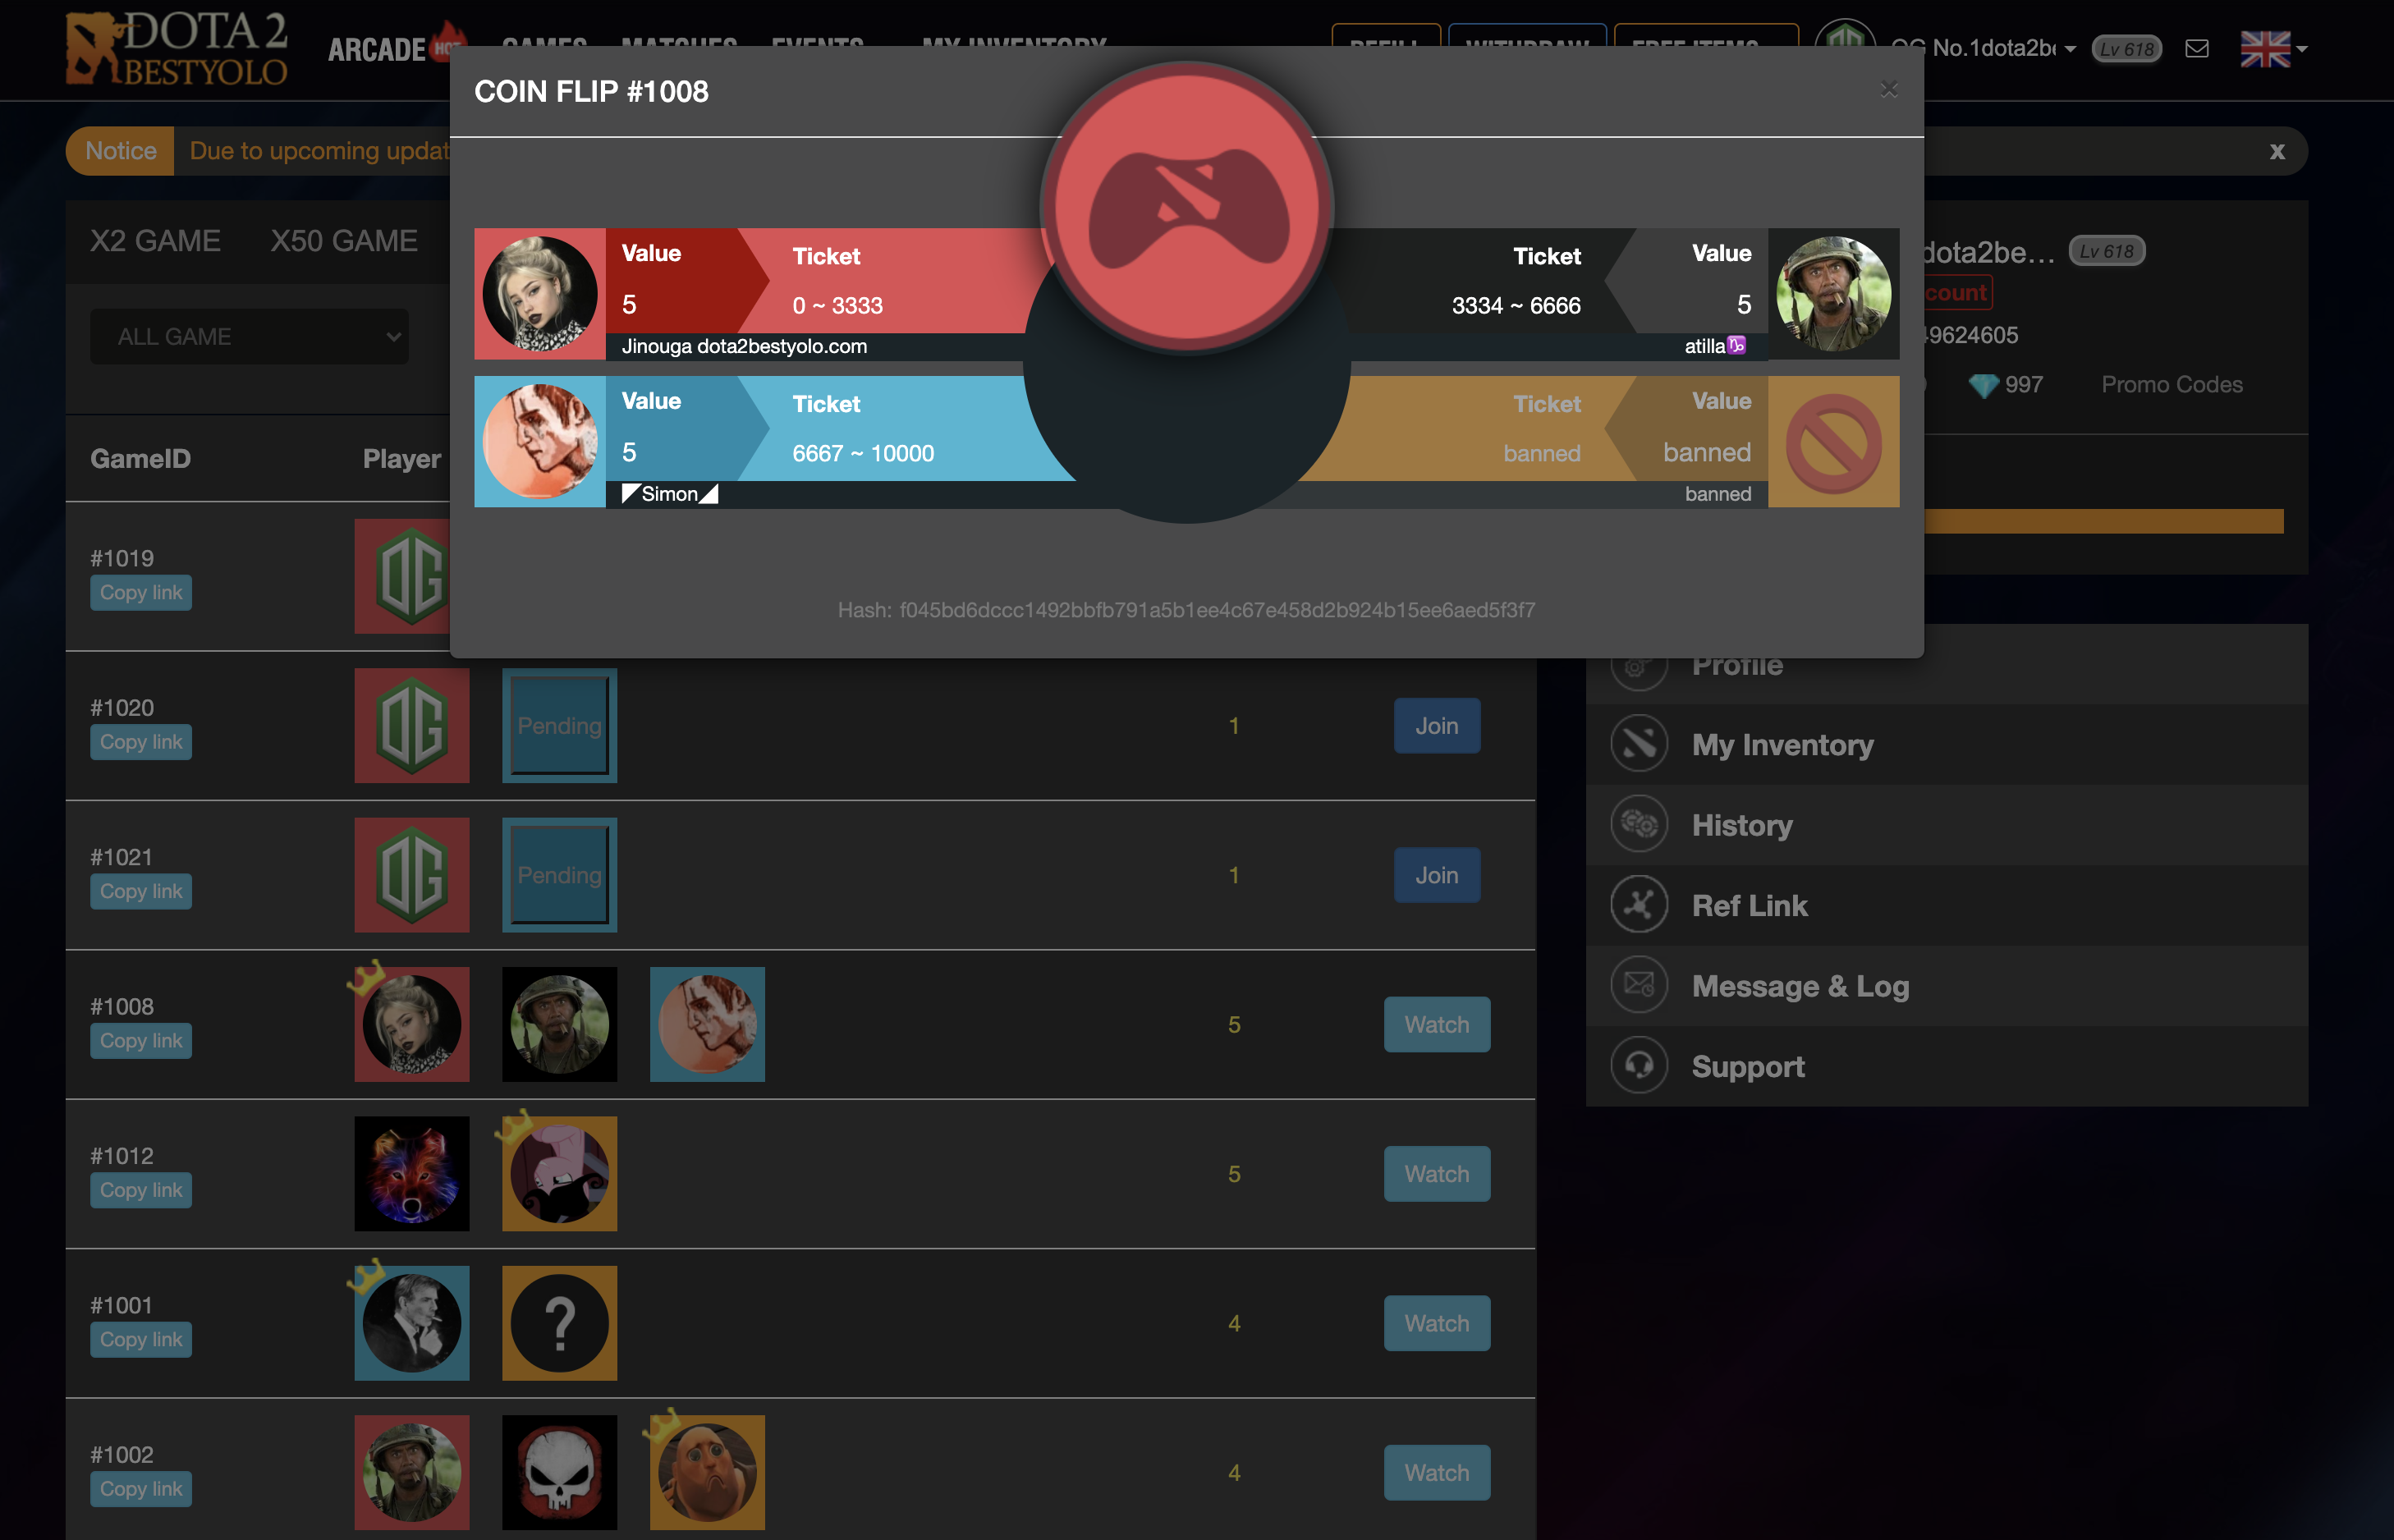 DOTA 2
BESTYOLO
ARCADE
HOT
GAMES
MATCHES
EVENTS
MY INVENTORY
REFILL
WITHDRAW
FREE ITEMS
OG No.1dota2be
Lv 618
COIN FLIP #1008
×
Notice
Due to upcoming updat
x
X2 GAME
X50 GAME
ALL GAME
Value
5
Ticket
0 ~ 3333
Jinouga dota2bestyolo.com
Ticket
3334 ~ 6666
Value
5
atilla♑
Value
5
Ticket
6667 ~ 10000
◤Simon◢
Ticket
banned
Value
banned
banned
Hash: f045bd6dccc1492bbfb791a5b1ee4c67e458d2b924b15ee6aed5f3f7
dota2be...
Lv 618
count
49624605
997
Promo Codes
GameID
Player
#1019
Copy link
#1020
Copy link
Pending
1
Join
#1021
Copy link
Pending
1
Join
#1008
Copy link
5
Watch
#1012
Copy link
5
Watch
#1001
Copy link
?
4
Watch
#1002
Copy link
4
Watch
Profile
My Inventory
History
Ref Link
Message & Log
Support